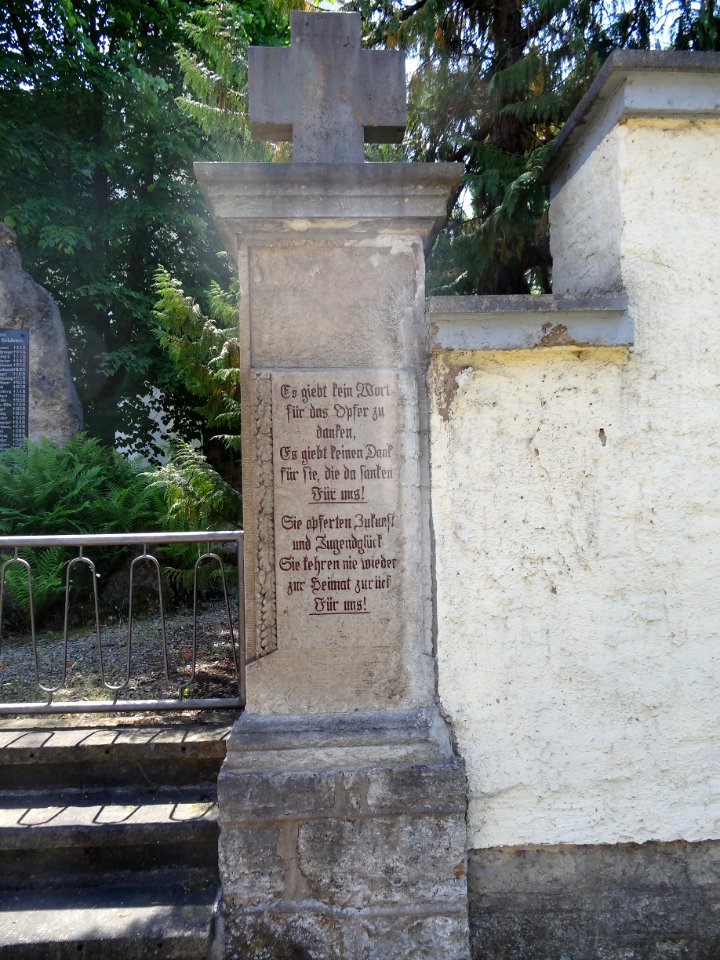 Es giebt kein Wort
für das Opfer zu
danken,
Es giebt keinen Dank
für sie, die da sanken
Für uns!
Sie opferten Zukunft
und Jugendglück
Sie kehren nie wieder
zur Heimat zurück
Für uns!